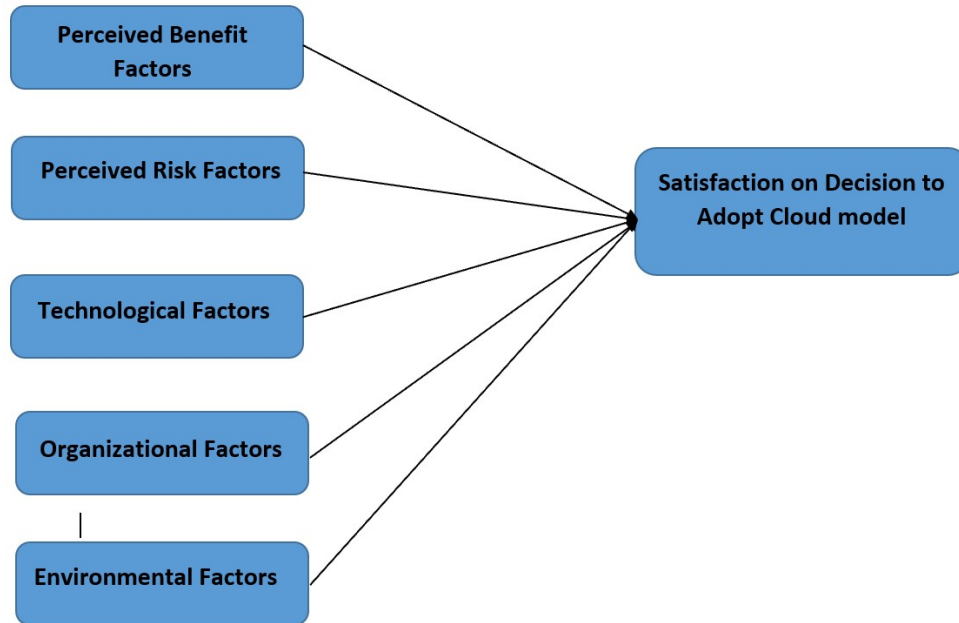 Perceived Benefit
Factors
Perceived Risk Factors
Satisfaction on Decision to
Adopt Cloud model
Technological Factors
Organizational Factors
Environmental Factors